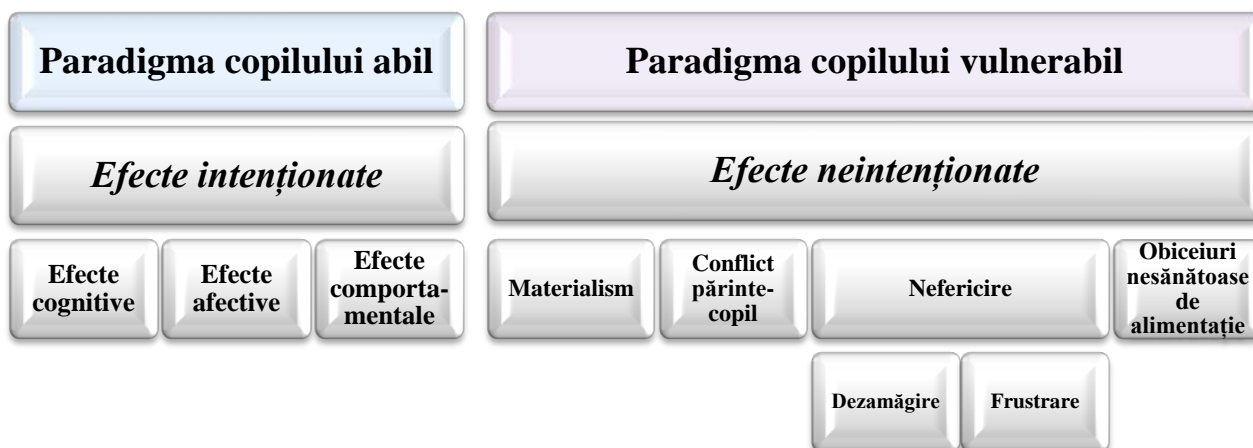 Paradigma copilului abil
Paradigma copilului vulnerabil
Efecte intenționate
Efecte neintenționate
Efecte
cognitive
Efecte
afective
Efecte
comporta-
mentale
Materialism
Conflict
părinte-
copil
Nefericire
Obiceiuri
nesănătoase
de
alimentație
Dezamăgire
Frustrare